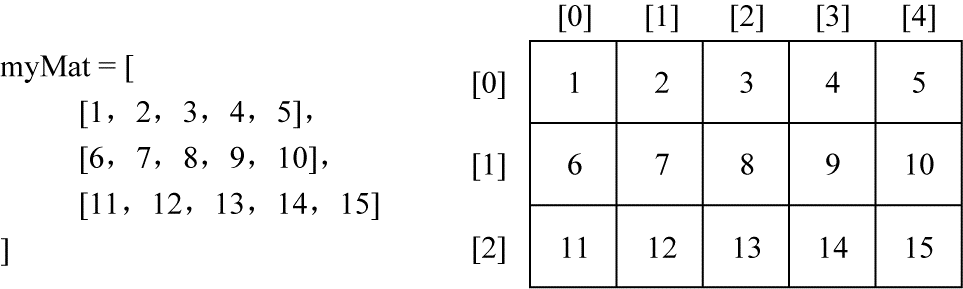 myMat = [
[1，2，3，4，5]，
[6，7，8，9，10]，
[11，12，13，14，15]
]
[0] [1] [2] [3] [4]
[0] 1 2 3 4 5
[1] 6 7 8 9 10
[2] 11 12 13 14 15